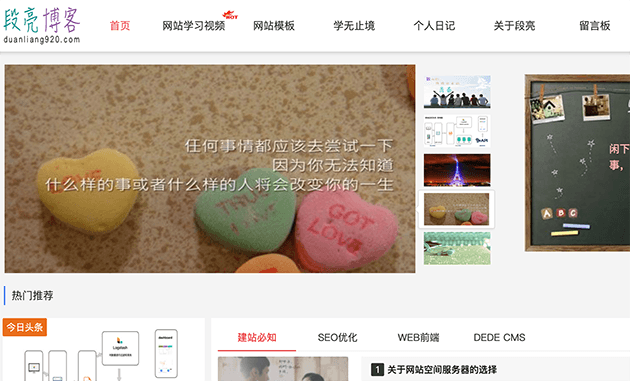 段亮博客
duanliang920.com
首页
网站学习视频
HOT
网站模板
学无止境
个人日记
关于段亮
留言板
任何事情都应该去尝试一下
因为你无法知道
什么样的事或者什么样的人将会改变你的一生
LOVE
TRUE
GOT
LOVE
闲下
事,
A B C
热门推荐
今日头条
Logstash
dashboard
建站必知
SEO优化
WEB前端
DEDE CMS
1 关于网站空间服务器的选择